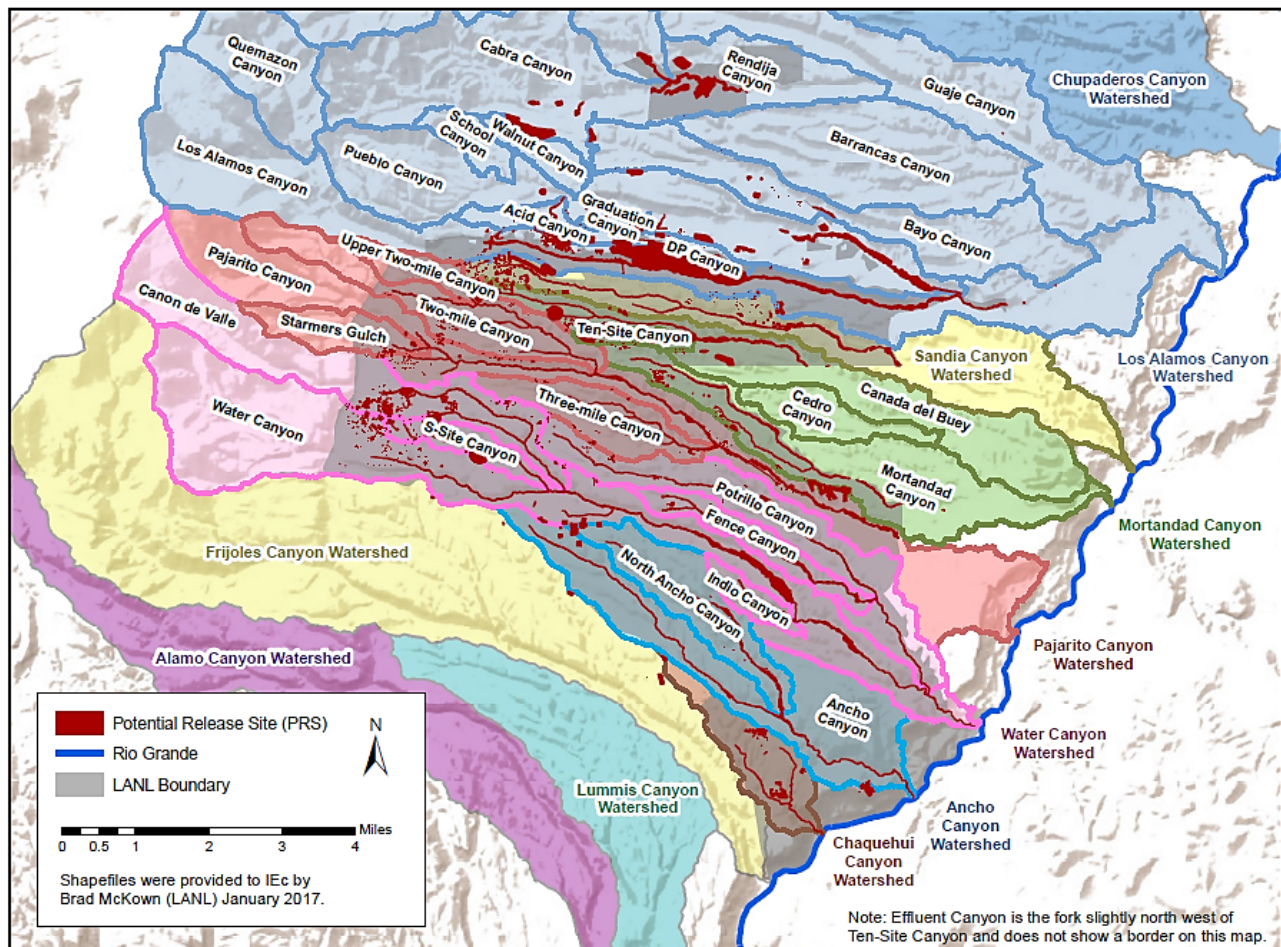 Quemazon
Canyon
Cabra Canyon
Rendija
Canyon
Guaje Canyon
Chupaderos Canyon
Watershed
School
Canyon
Walnut Canyon
Barrancas Canyon
Los Alamos Canyon
Pueblo Canyon
Graduation
Canyon
Acid Canyon
DP Canyon
Bayo Canyon
Upper Two-mile Canyon
Pajarito Canyon
Canon de Valle
Starmers Gulch
Two-mile Canyon
Ten-Site Canyon
Sandia Canyon
Watershed
Los Alamos Canyon
Watershed
Water Canyon
Three-mile Canyon
Cedro
Canyon
Canada del Buey
S-Site Canyon
Mortandad
Canyon
Potrillo Canyon
Fence Canyon
Mortandad Canyon
Watershed
Frijoles Canyon Watershed
North Ancho Canyon
Indio Canyon
Pajarito Canyon
Watershed
Alamo Canyon Watershed
Ancho
Canyon
Water Canyon
Watershed
Lummis Canyon
Watershed
Ancho
Canyon
Watershed
Chaquehui
Canyon
Watershed
Potential Release Site (PRS)
Rio Grande
LANL Boundary
N
Miles
0 0.5 1 2 3 4
Shapefiles were provided to IEc by
Brad McKown (LANL) January 2017.
Note: Effluent Canyon is the fork slightly north west of
Ten-Site Canyon and does not show a border on this map.